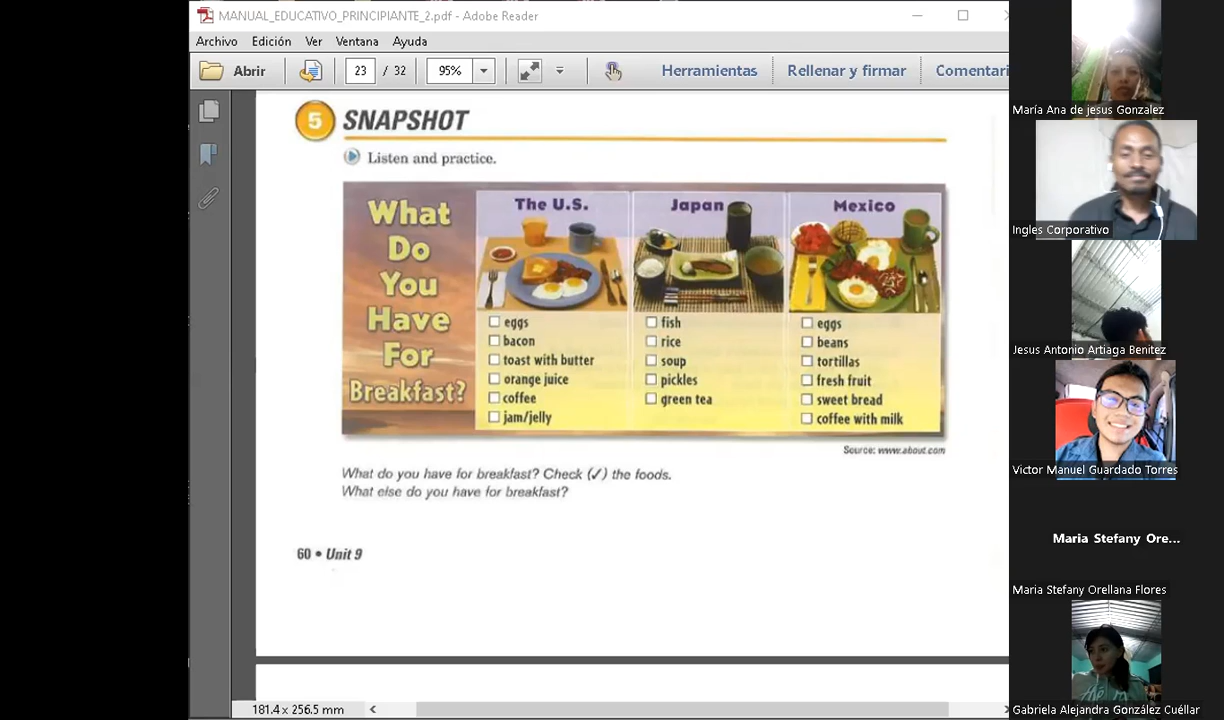 MANUAL_EDUCATIVO_PRINCIPIANTE_2.pdf - Adobe Reader
Archivo Edición Ver Ventana Ayuda
Abrir 23 / 32 95% Herramientas Rellenar y firmar Comentari
5 SNAPSHOT
Listen and practice.
What
Do
You
Have
For
Breakfast?
The U.S.
eggs
bacon
toast with butter
orange juice
coffee
jam/jelly
Japan
fish
rice
soup
pickles
green tea
Mexico
eggs
beans
tortillas
fresh fruit
sweet bread
coffee with milk
Source: www.about.com
What do you have for breakfast? Check (✓) the foods.
What else do you have for breakfast?
60 • Unit 9
181.4 x 256.5 mm
María Ana de jesus Gonzalez
Ingles Corporativo
Jesus Antonio Artiaga Benitez
Victor Manuel Guardado Torres
Maria Stefany Ore...
Maria Stefany Orellana Flores
Gabriela Alejandra González Cuéllar